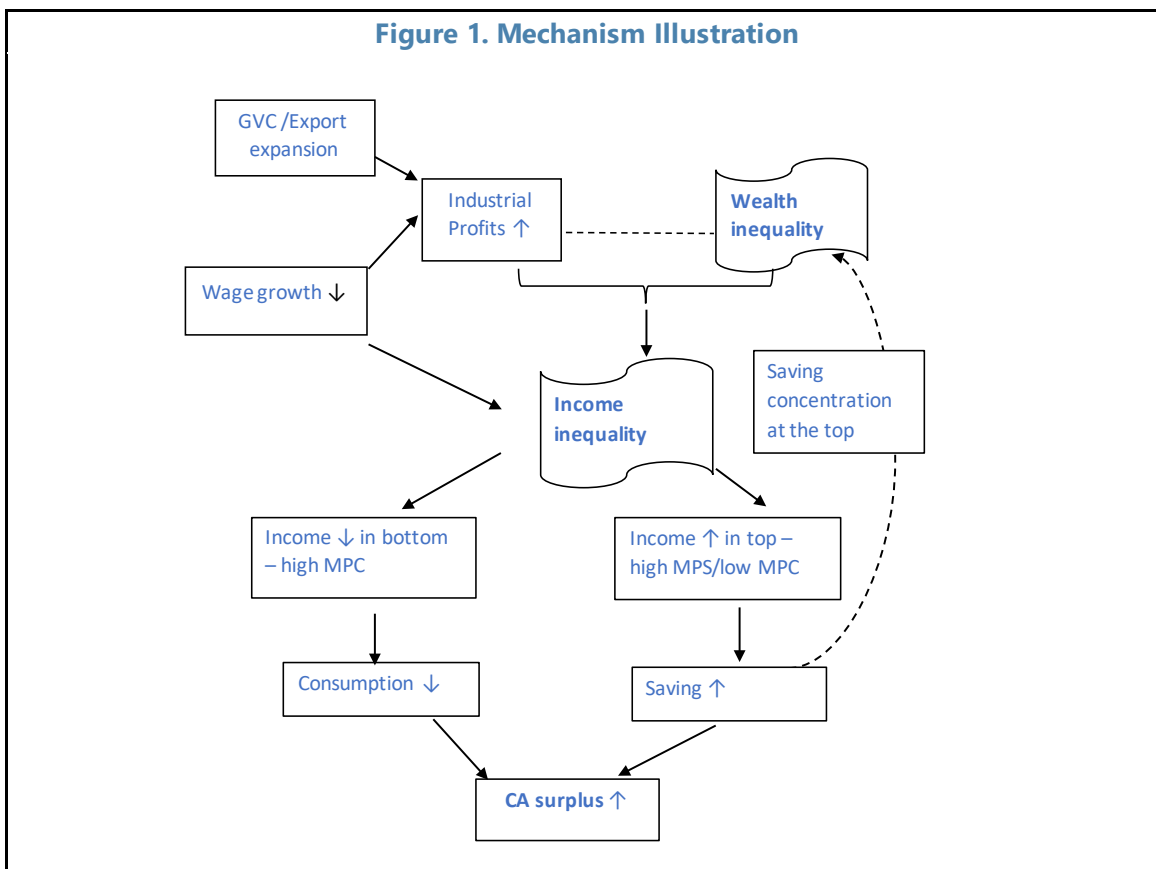 Figure 1. Mechanism Illustration
GVC/Export
expansion
Industrial
Profits ↑
Wealth
inequality
Wage growth ↓
Saving
concentration
at the top
Income
inequality
Income ↓ in bottom
– high MPC
Income ↑ in top –
high MPS/low MPC
Consumption ↓
Saving ↑
CA surplus ↑